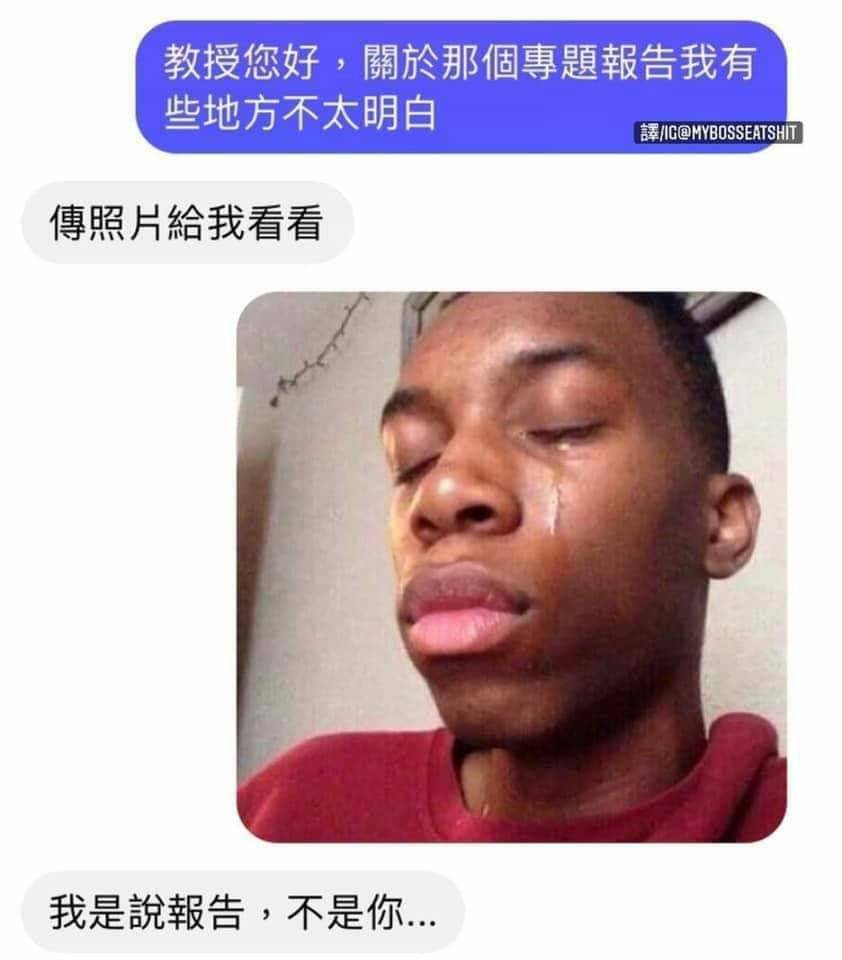 教授您好，關於那個專題報告我有
些地方不太明白
譯/IG@MYBOSSEATSHIT
傳照片給我看看
我是說報告，不是你...